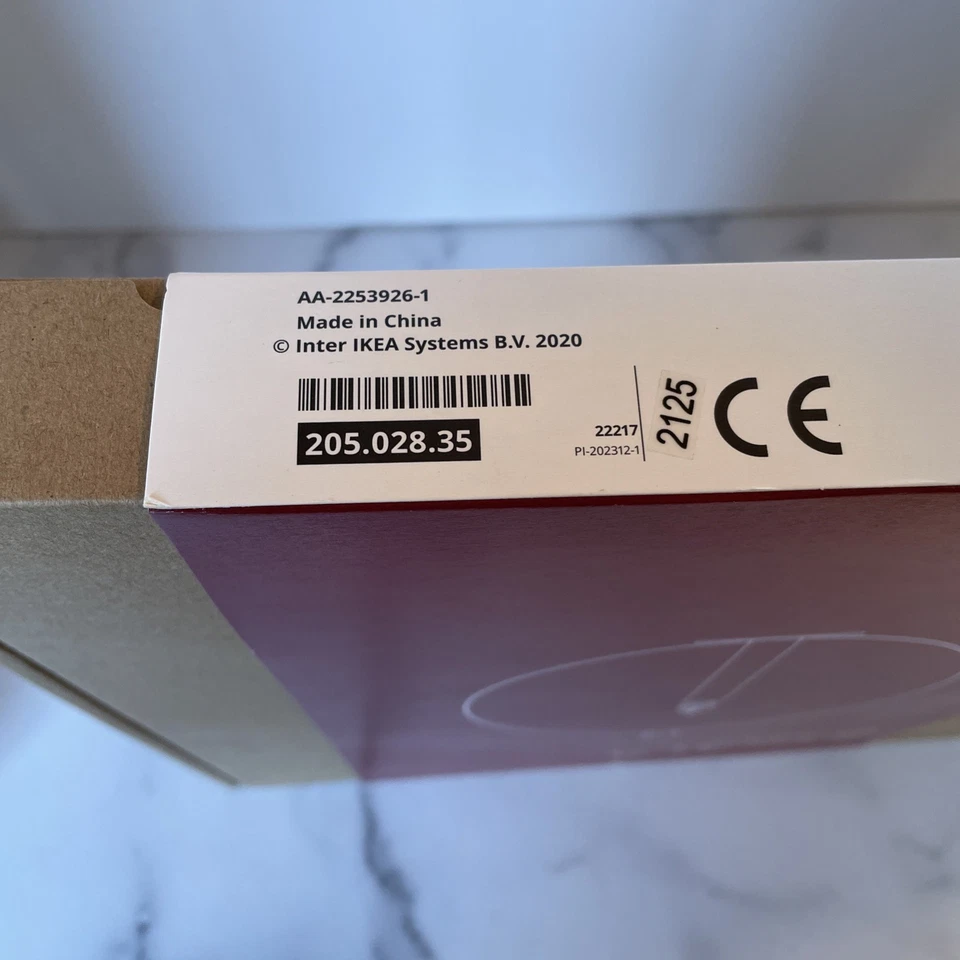 AA-2253926-1
Made in China
© Inter IKEA Systems B.V. 2020
205.028.35
22217
PI-202312-1
2125
CE